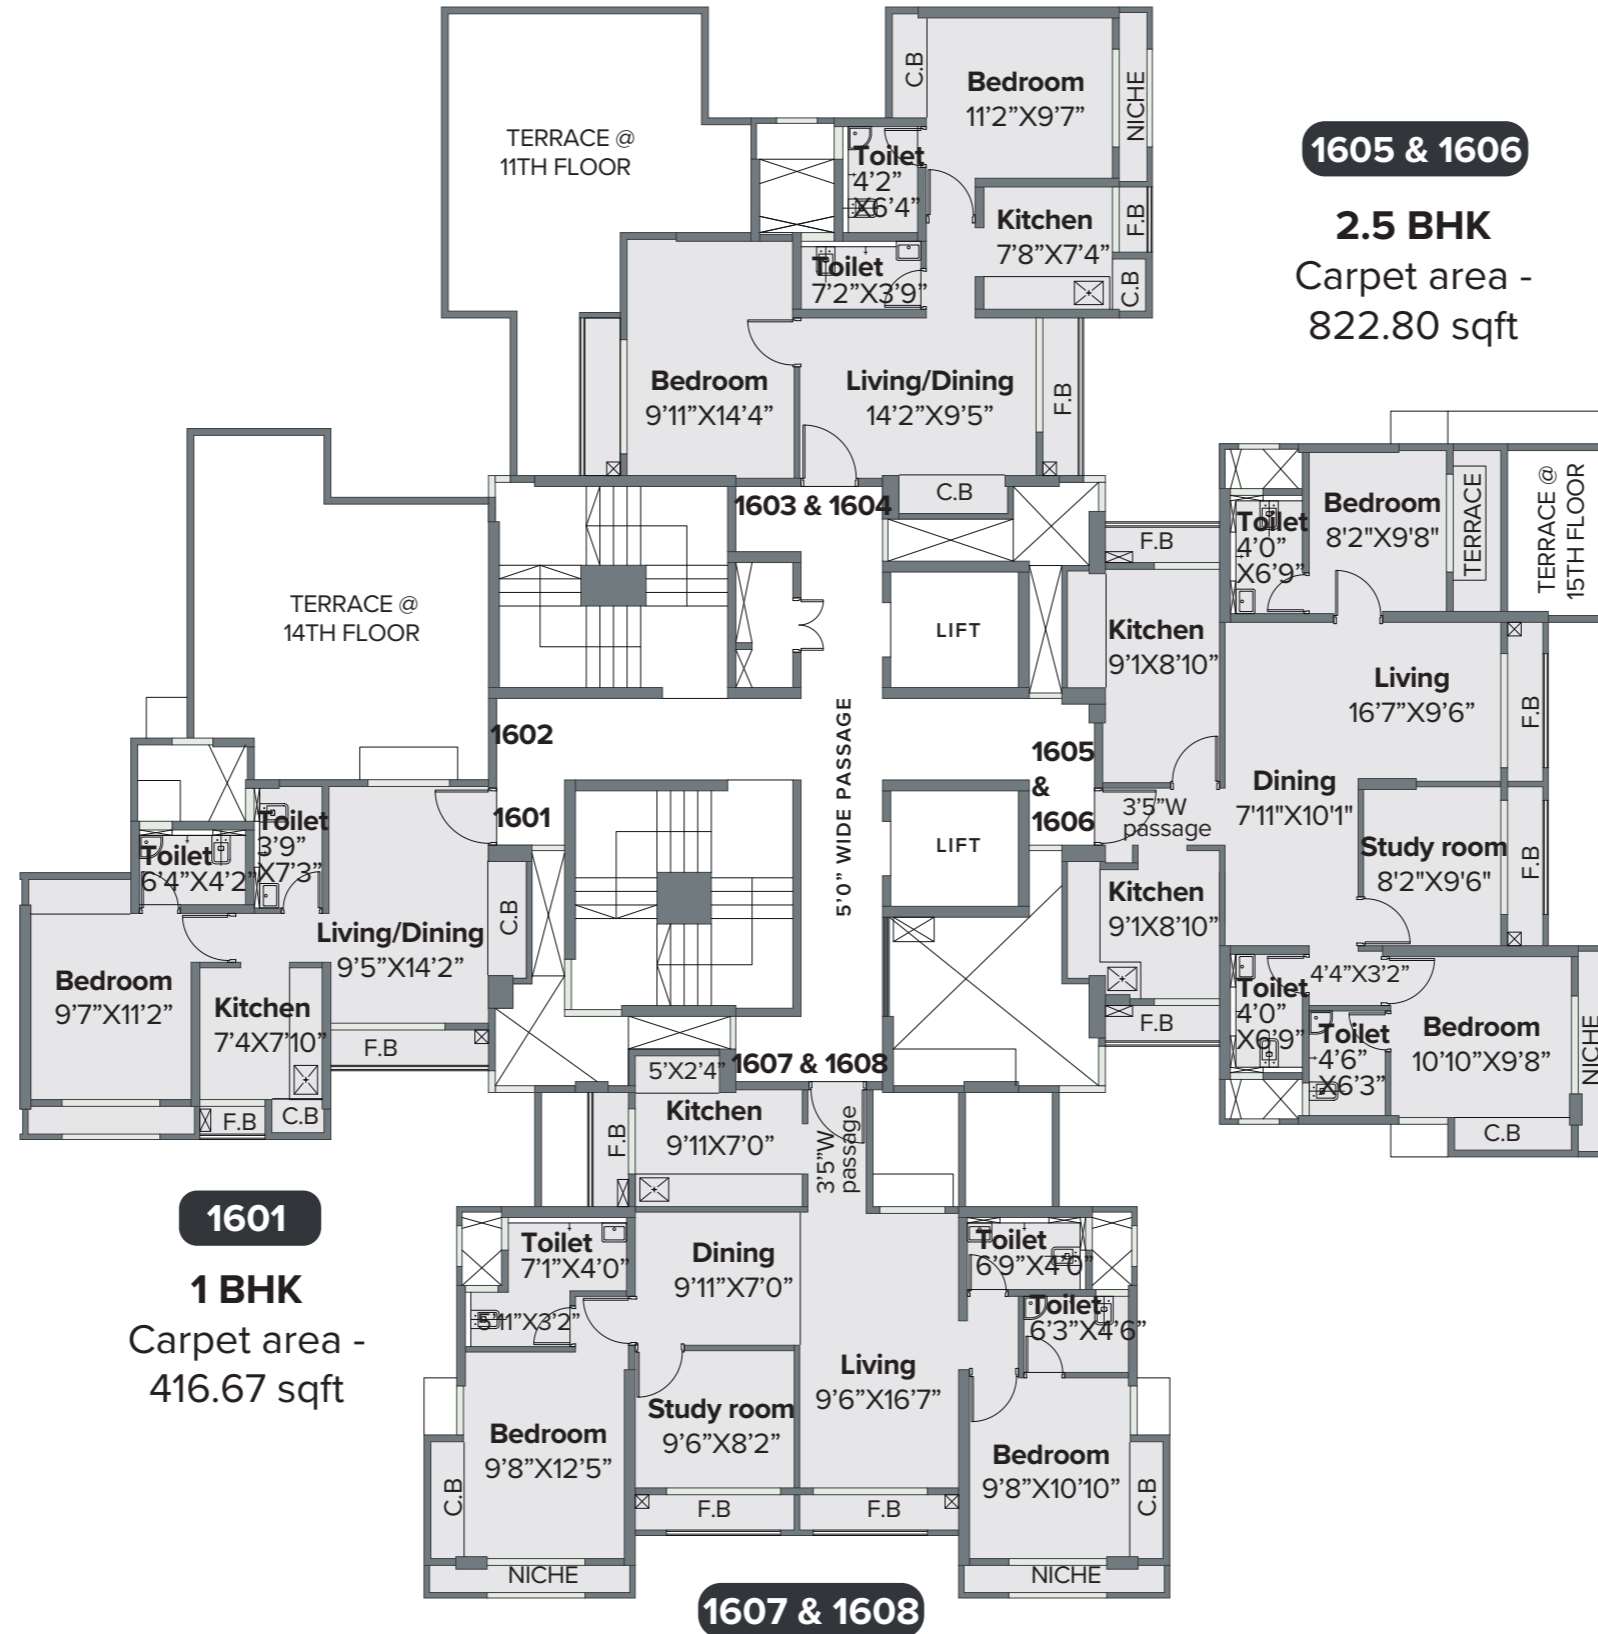 TERRACE @
11TH FLOOR
C.B
Bedroom
11’2”X9’7”
NICHE
Toilet
4’2”
X6’4”
Kitchen
7’8”X7’4”
F.B
C.B
Toilet
7’2”X3’9”
Bedroom
9’11”X14’4”
Living/Dining
14’2”X9’5”
F.B
C.B
1603 & 1604
1605 & 1606
2.5 BHK
Carpet area -
822.80 sqft
TERRACE @
14TH FLOOR
LIFT
F.B
Kitchen
9’1X8’10”
Toilet
4’0”
X6’9”
Bedroom
8'2"X9'8"
TERRACE
TERRACE @
15TH FLOOR
Living
16’7”X9’6”
F.B
1602
5’0” WIDE PASSAGE
1605
&
1606
1601
LIFT
3’5”W
passage
Dining
7'11"X10'1"
Study room
8'2"X9'6"
F.B
Kitchen
9’1X8’10”
F.B
Toilet
3’9”
X7’3”
Toilet
6’4”X4’2”
Living/Dining
9’5”X14’2”
C.B
Bedroom
9’7”X11’2”
Kitchen
7’4X7’10”
F.B
F.B
C.B
4'4"X3'2"
Toilet
4’0”
X6’9”
Toilet
4’6”
X6’3”
Bedroom
10’10”X9’8”
NICHE
C.B
1607 & 1608
5’X2’4”
Kitchen
9’11X7’0”
F.B
3’5”W
passage
1601
1 BHK
Carpet area -
416.67 sqft
Toilet
7’1”X4’0”
5’11”X3’2”
Dining
9’11”X7’0”
Toilet
6’9”X4’0”
Toilet
6’3”X4’6”
Living
9’6”X16’7”
Study room
9’6”X8’2”
Bedroom
9’8”X12’5”
C.B
Bedroom
9’8”X10’10”
C.B
F.B
F.B
NICHE
NICHE
1607 & 1608